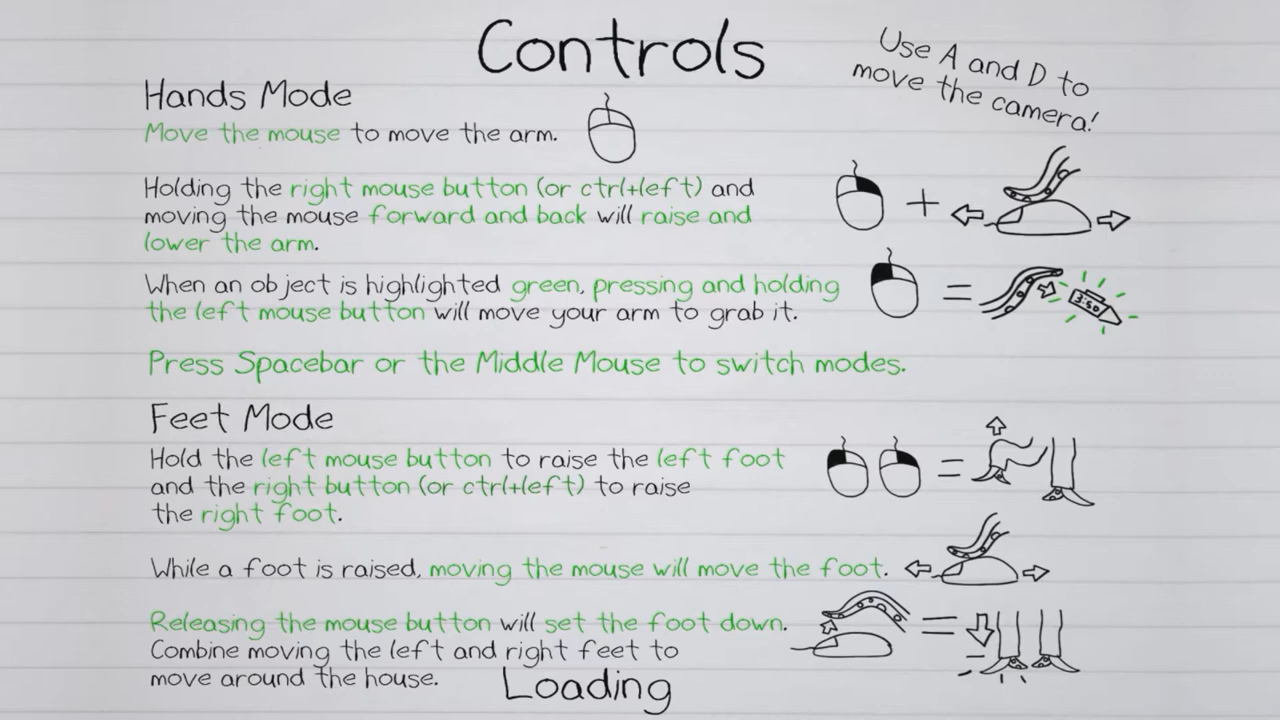 Controls
Use A and D to
move the camera!
Hands Mode
Move the mouse to move the arm.
Holding the right mouse button (or ctrl+left) and
moving the mouse forward and back will raise and
lower the arm.
When an object is highlighted green, pressing and holding
the left mouse button will move your arm to grab it.
3:50
Press Spacebar or the Middle Mouse to switch modes.
Feet Mode
Hold the left mouse button to raise the left foot
and the right button (or ctrl+left) to raise
the right foot.
While a foot is raised, moving the mouse will move the foot.
Releasing the mouse button will set the foot down.
Combine moving the left and right feet to
move around the house.
Loading